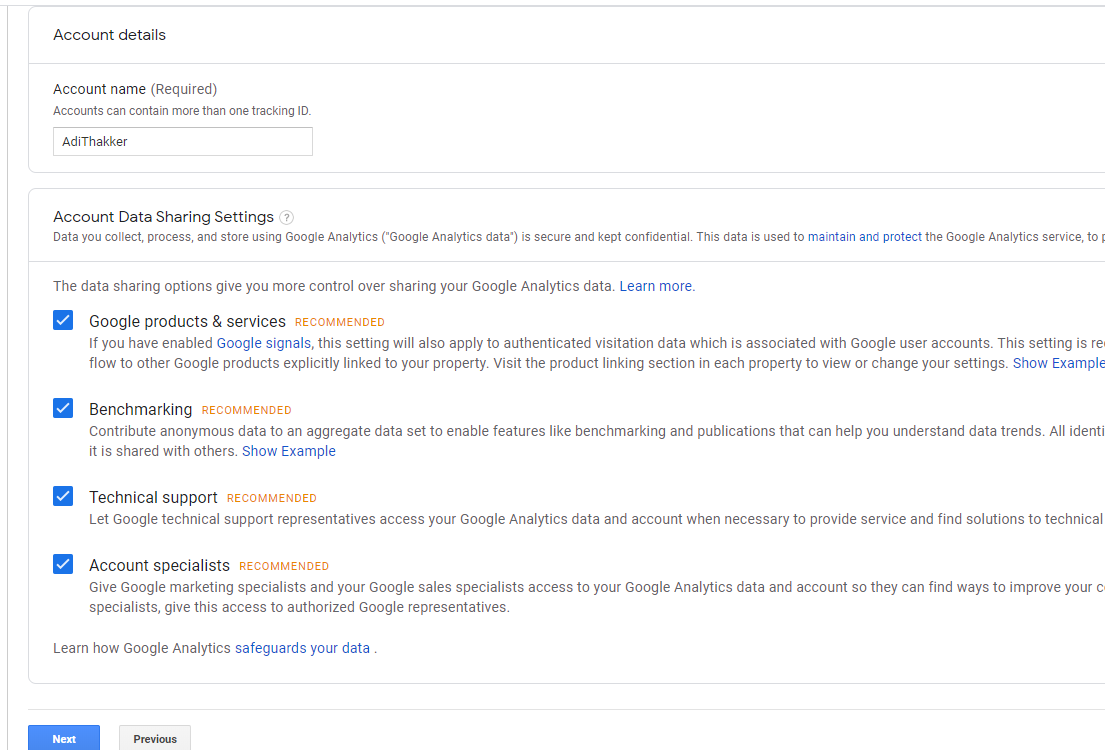 Account details
Account name (Required)
Accounts can contain more than one tracking ID.
AdiThakker
Account Data Sharing Settings ?
Data you collect, process, and store using Google Analytics ("Google Analytics data") is secure and kept confidential. This data is used to maintain and protect the Google Analytics service, to
The data sharing options give you more control over sharing your Google Analytics data. Learn more.
Google products & services RECOMMENDED
If you have enabled Google signals, this setting will also apply to authenticated visitation data which is associated with Google user accounts. This setting is
flow to other Google products explicitly linked to your property. Visit the product linking section in each property to view or change your settings. Show Example
Benchmarking RECOMMENDED
Contribute anonymous data to an aggregate data set to enable features like benchmarking and publications that can help you understand data trends. All
it is shared with others. Show Example
Technical support RECOMMENDED
Let Google technical support representatives access your Google Analytics data and account when necessary to provide service and find solutions to technical
Account specialists RECOMMENDED
Give Google marketing specialists and your Google sales specialists access to your Google Analytics data and account so they can find ways to improve your
specialists, give this access to authorized Google representatives.
Learn how Google Analytics safeguards your data .
Next Previous